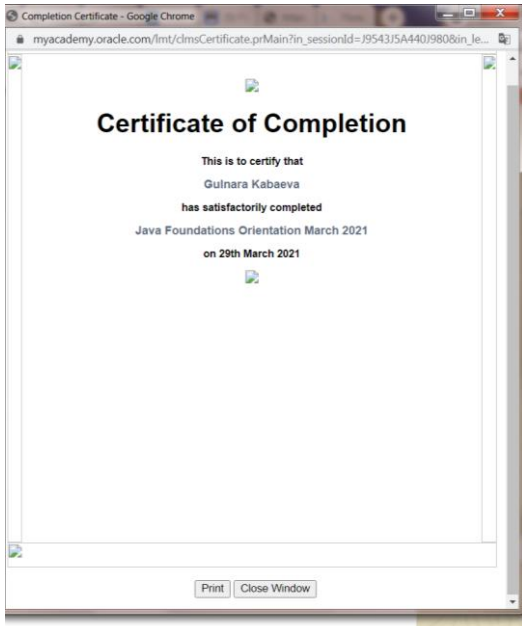 Completion Certificate - Google Chrome
myacademy.oracle.com/lmt/clmsCertificate.prMain?in_sessionId=J9543J5A440J980&in_le...
Certificate of Completion
This is to certify that
Gulnara Kabaeva
has satisfactorily completed
Java Foundations Orientation March 2021
on 29th March 2021
Print Close Window